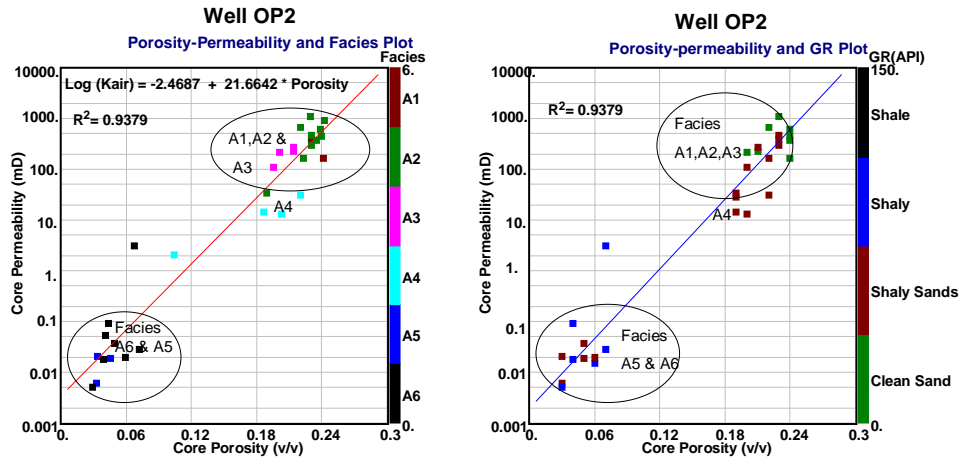 Well OP2
Porosity-Permeability and Facies Plot
Facies
10000.
1000.
100.
10.
1.
0.1
0.01
0.001
Core Permeability (mD)
Log (Kair) = -2.4687 + 21.6642 * Porosity
R2= 0.9379
A1,A2 &
A3
A4
Facies
A6 & A5
0.
0.06
0.12
0.18
0.24
0.3
Core Porosity (v/v)
6.
A1
A2
A3
A4
A5
A6
0.
Well OP2
Porosity-permeability and GR Plot
GR(API)
10000.
1000.
100.
10.
1.
0.1
0.01
0.001
Core Permeability (mD)
R2= 0.9379
Facies
A1,A2,A3
A4
Facies
A5 & A6
0.
0.06
0.12
0.18
0.24
0.3
Core Porosity (v/v)
150.
Shale
Shaly
Shaly Sands
Clean Sand
0.